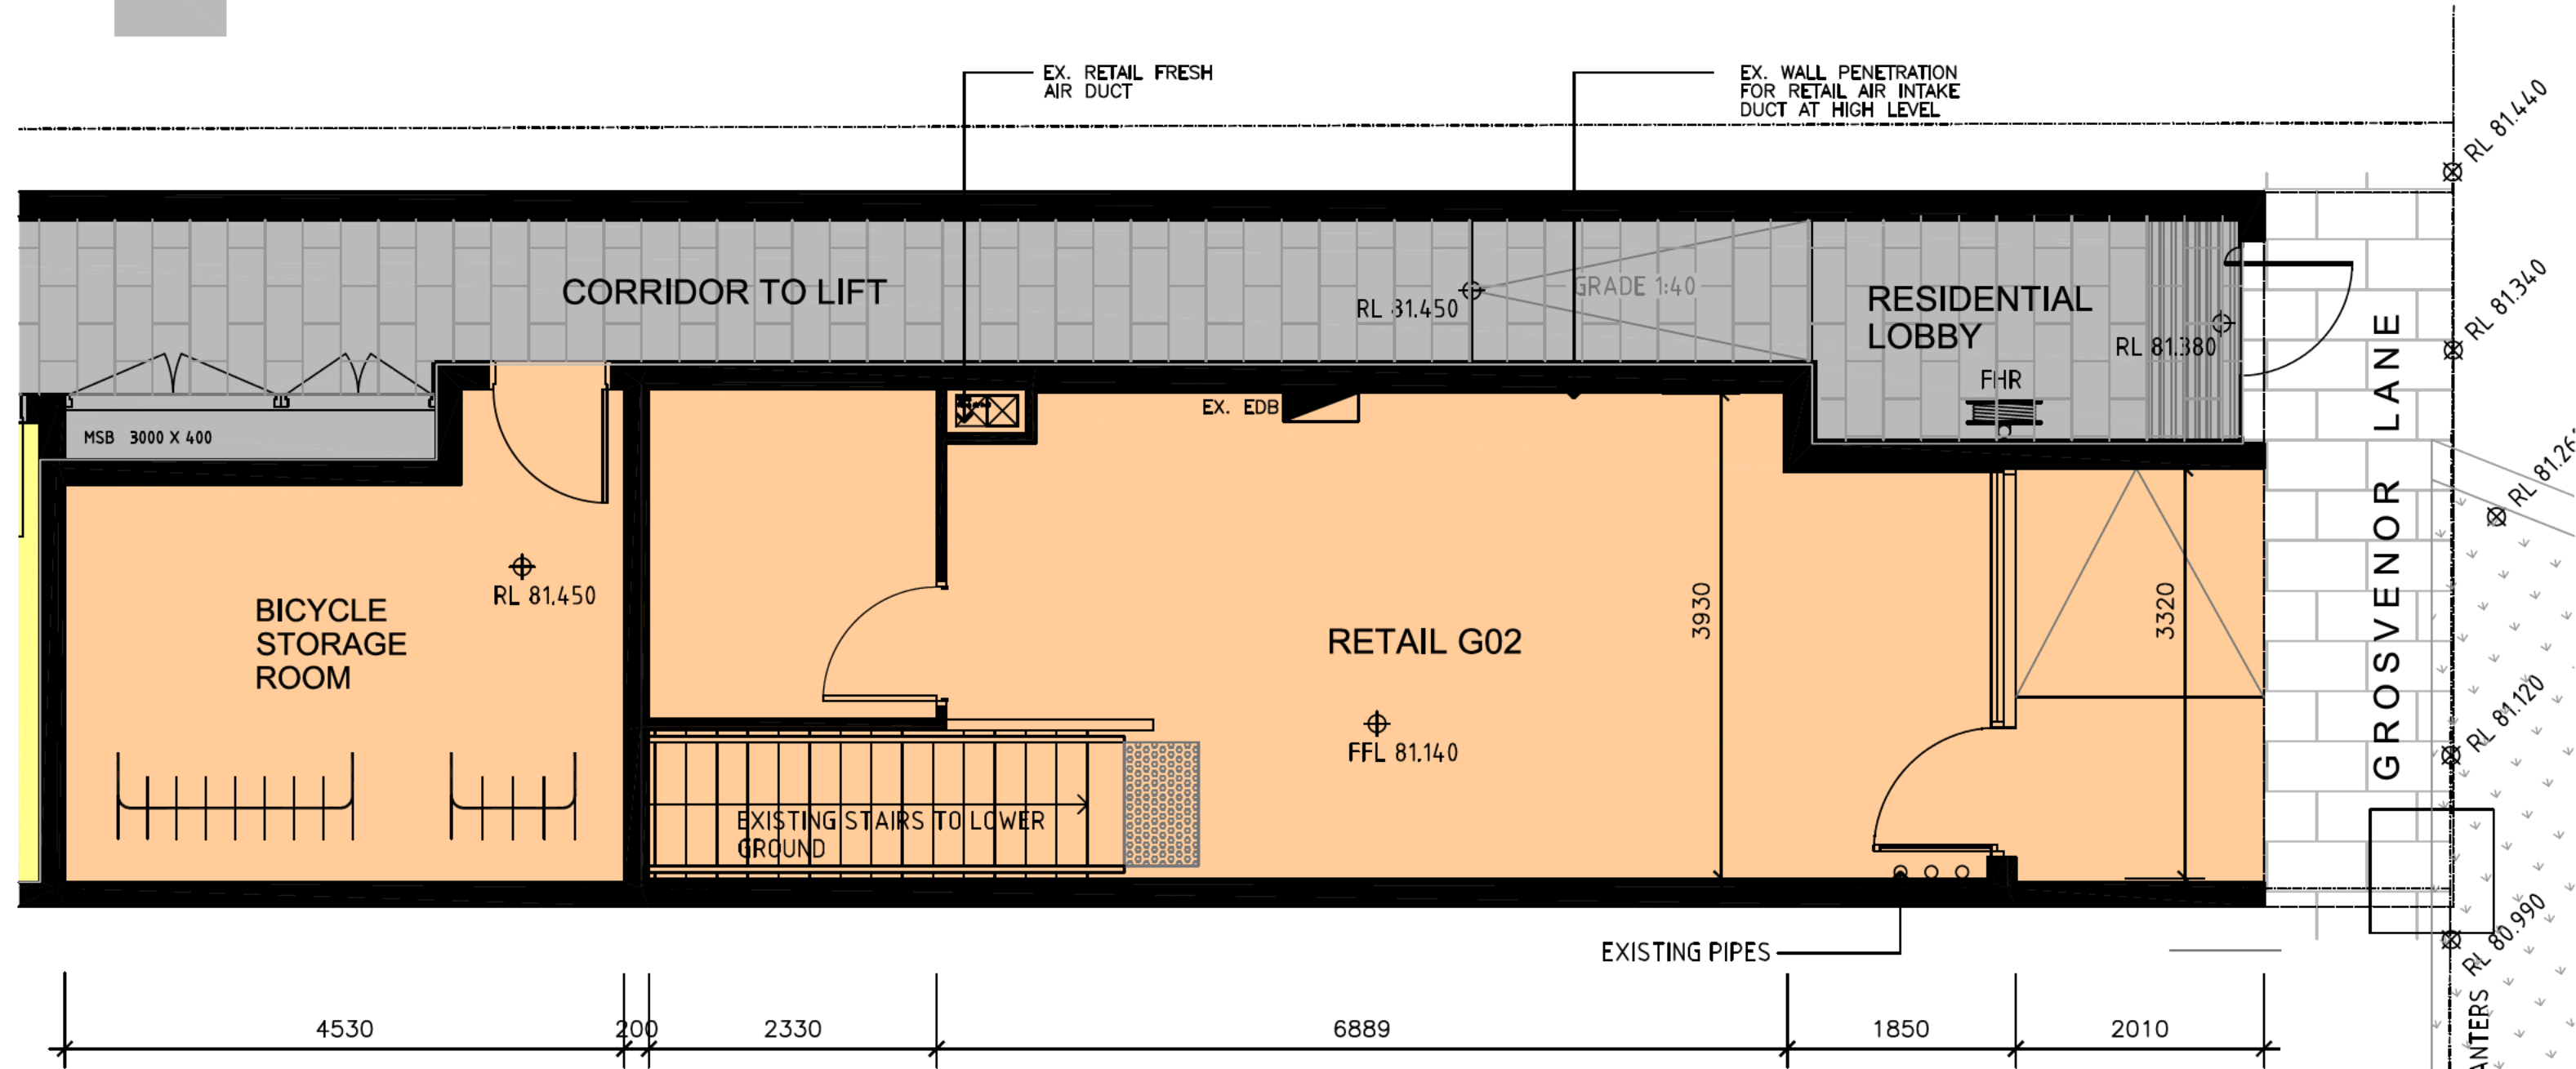 EX. RETAIL FRESH
AIR DUCT
EX. WALL PENETRATION
FOR RETAIL AIR INTAKE
DUCT AT HIGH LEVEL
RL 81.440
CORRIDOR TO LIFT
RL 81.450
GRADE 1:40
RESIDENTIAL
LOBBY
RL 81.380
FHR
RL 81.340
MSB 3000 X 400
EX. EDB
RL 81.26
BICYCLE
STORAGE
ROOM
RL 81.450
RETAIL G02
FFL 81.140
3930
3320
GROSVENOR LANE
RL 81.120
EXISTING STAIRS TO LOWER
GROUND
EXISTING PIPES
RL 80.990
ANTERS
4530
200
2330
6889
1850
2010